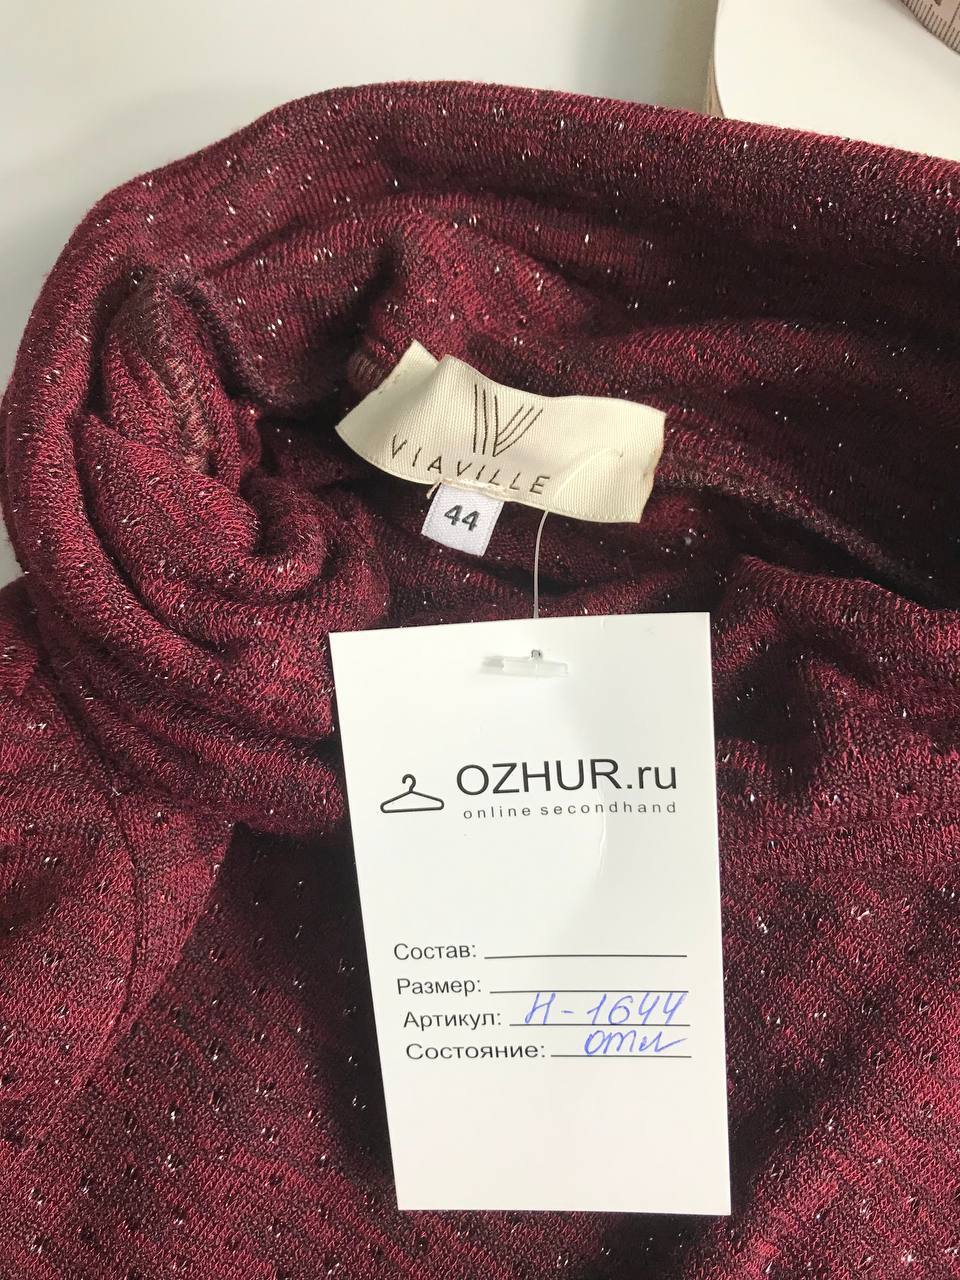 VIAVILLE
44
OZHUR.ru
online secondhand
Состав:
Размер:
Артикул: Н-1644
Состояние: отл